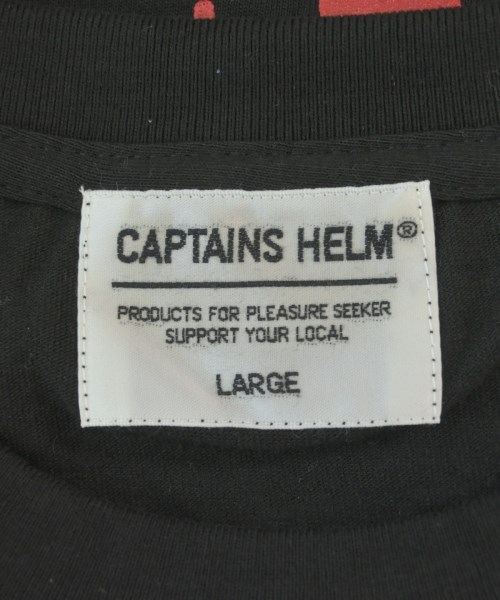 CAPTAINS HELM®
PRODUCTS FOR PLEASURE SEEKER
SUPPORT YOUR LOCAL
LARGE